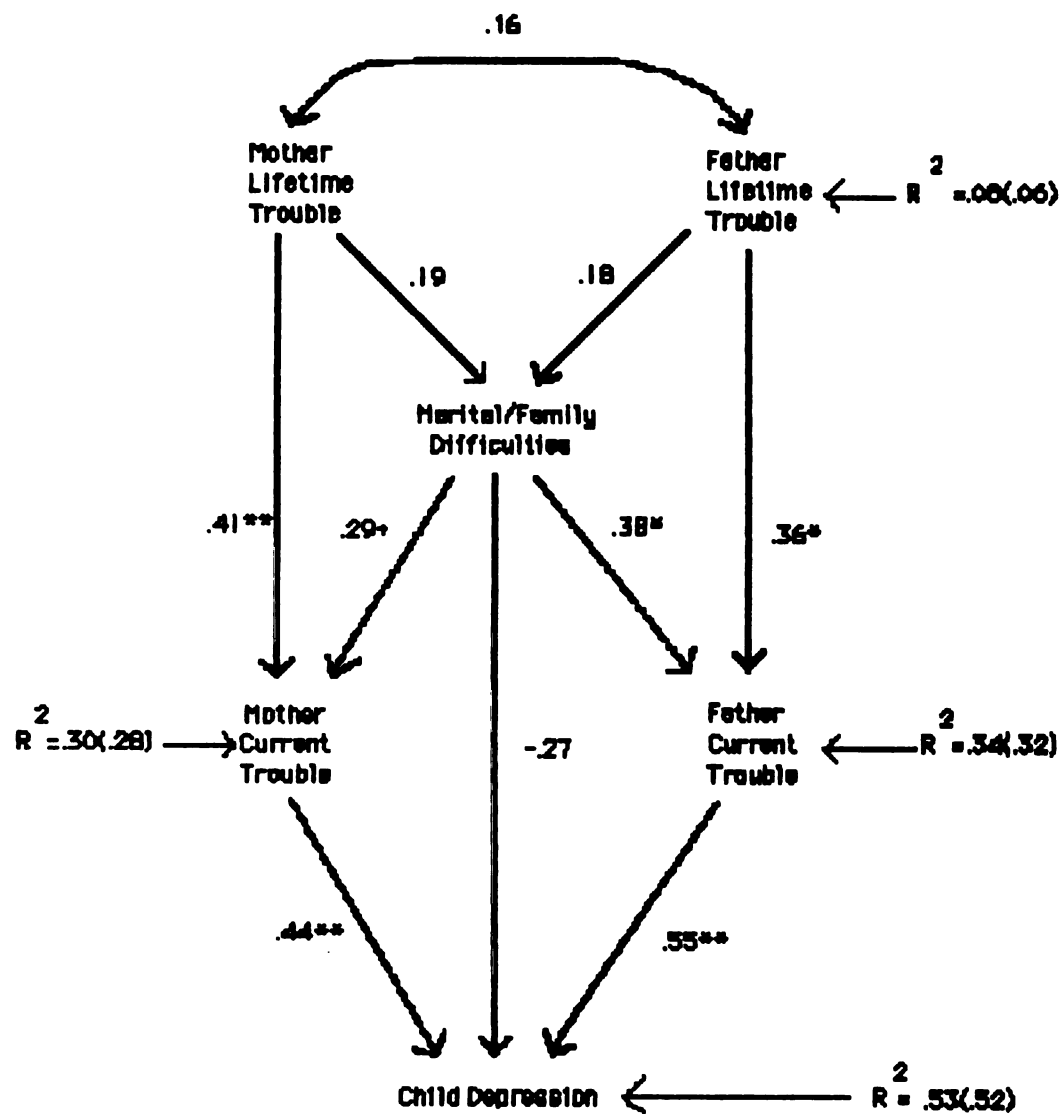 .16
Mother
Lifetime
Trouble
Father
Lifetime
Trouble
R2 =.08(.06)
.19
.18
Marital/Family
Difficulties
.41**
.29+
.38*
.36*
R2 =.30(.28)
Mother
Current
Trouble
-.27
Father
Current
Trouble
R2 =.34(.32)
.44**
.55**
Child Depression
R2 =.53(.52)